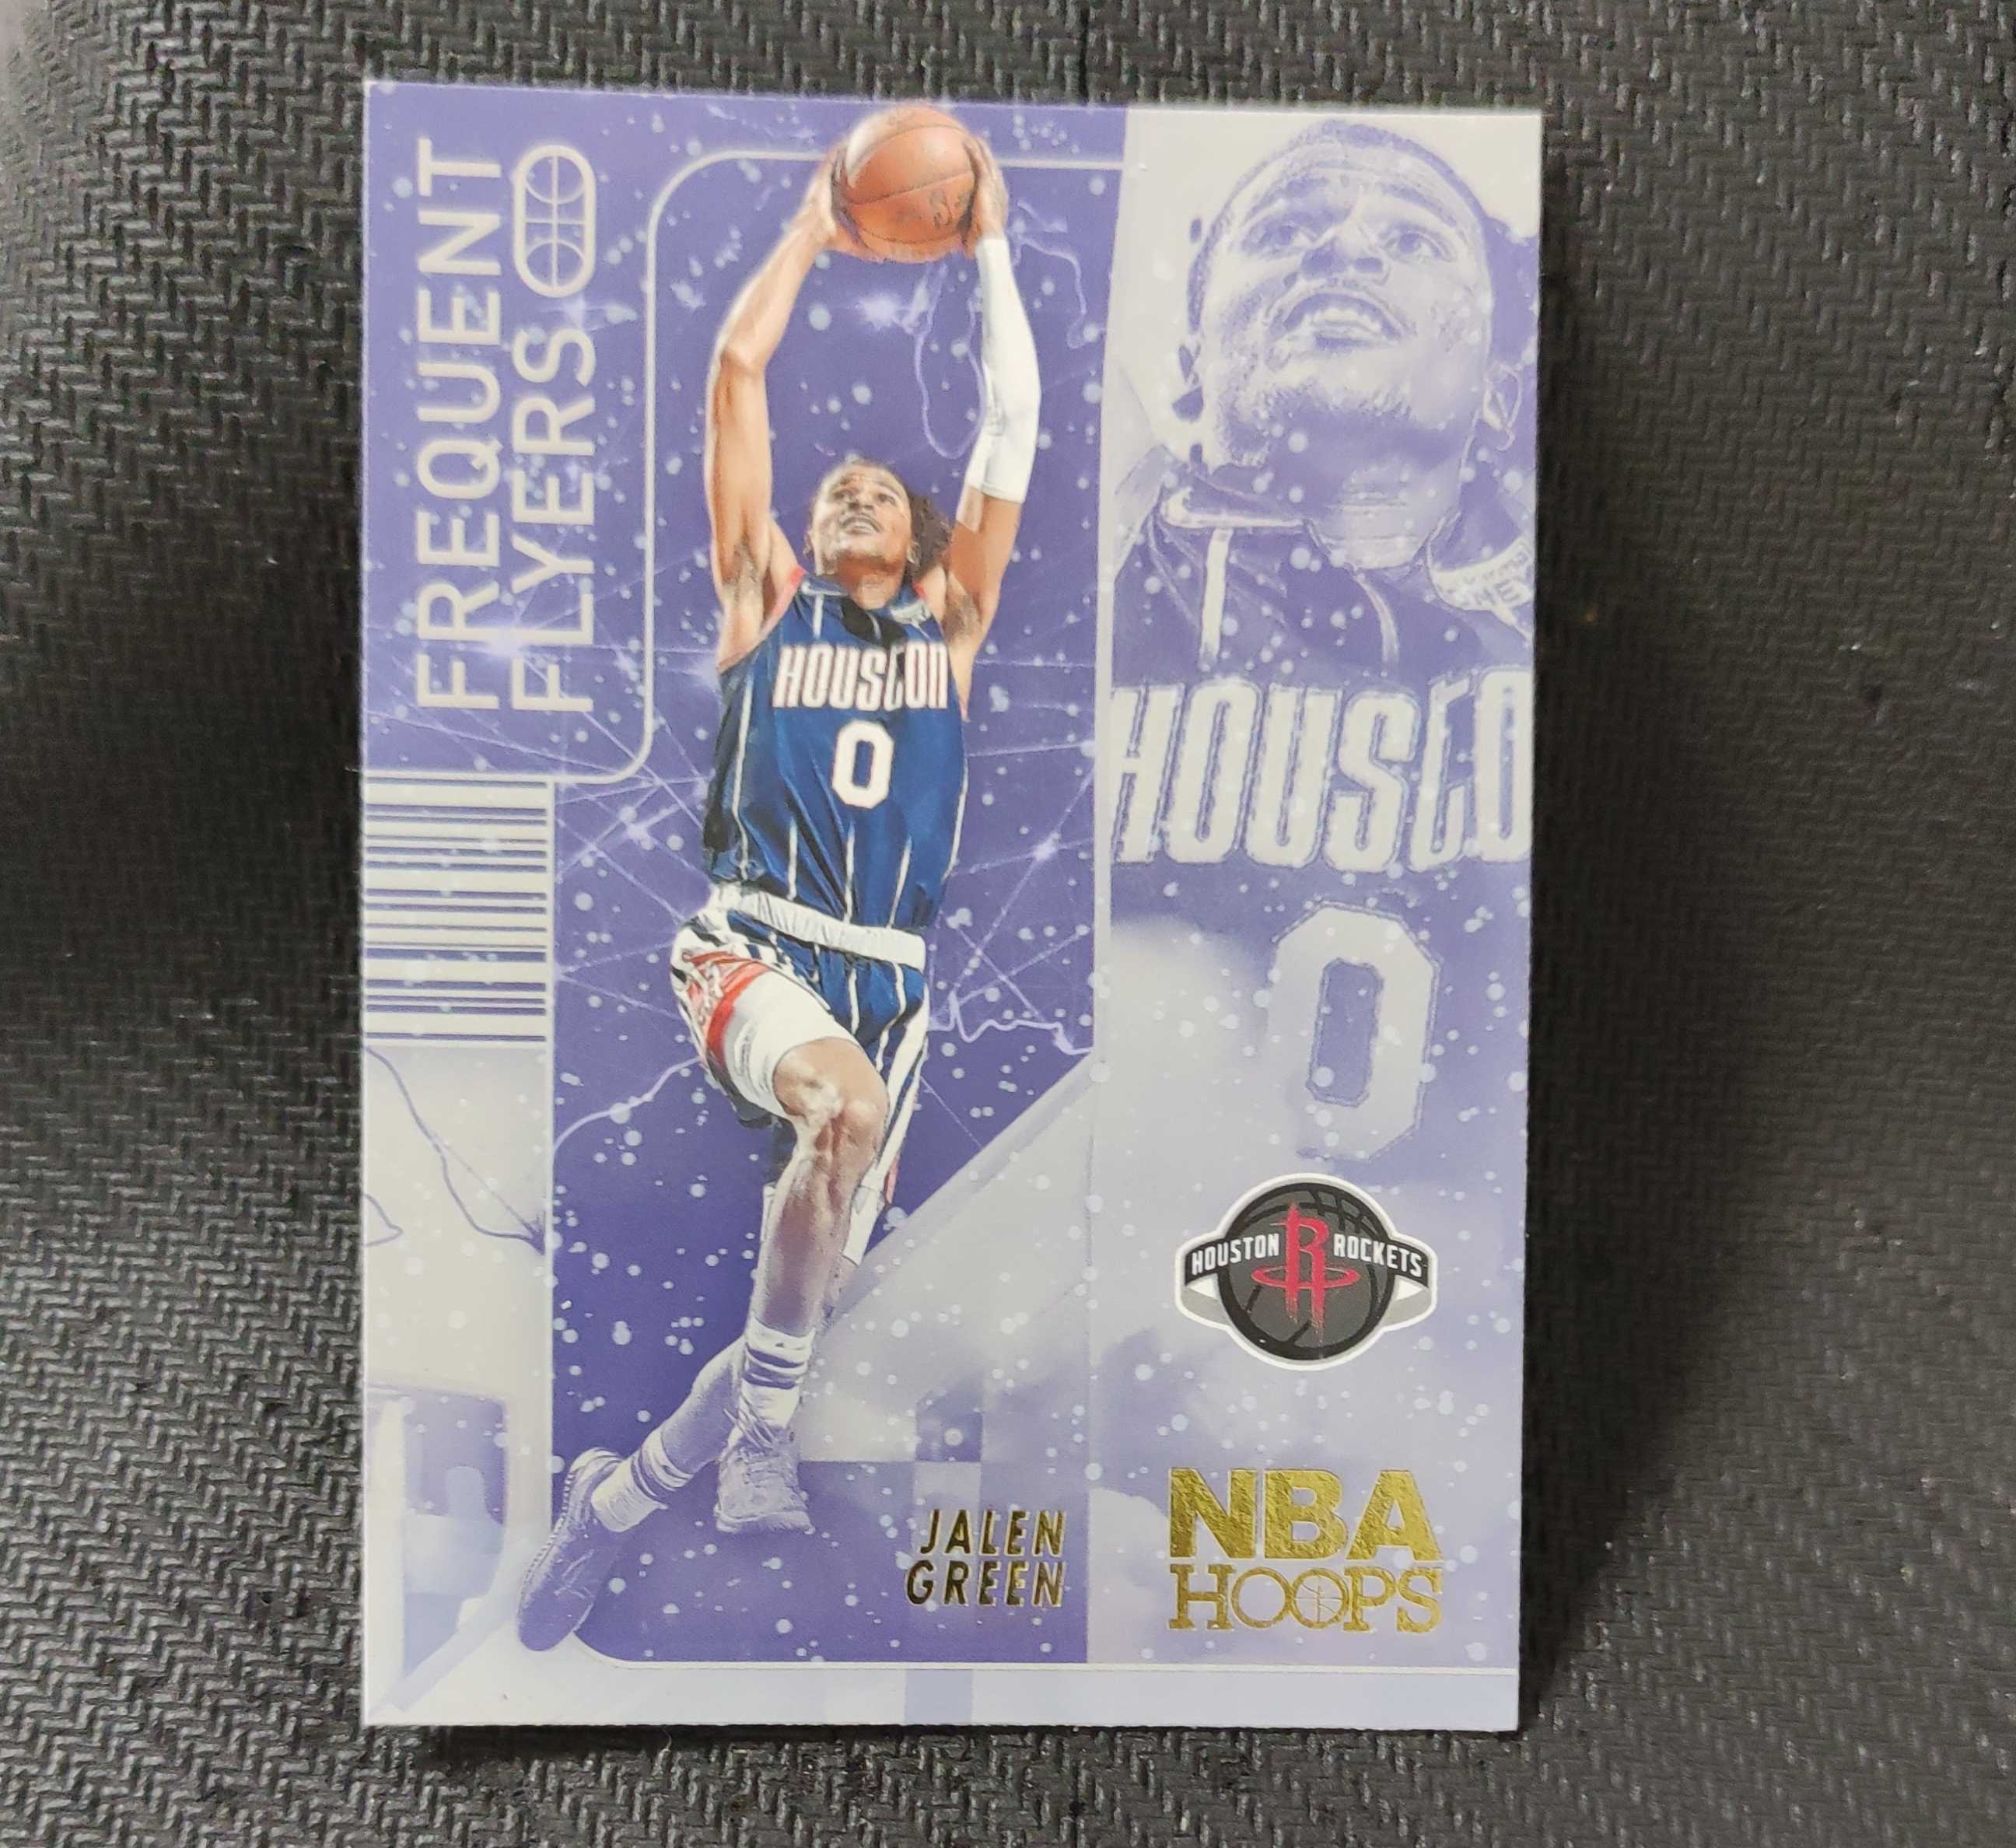 FREQUENT
FLYERS
HOUSTON
0
HOUSTO
0
HOUSTON ROCKETS
JALEN
GREEN
NBA
HOOPS